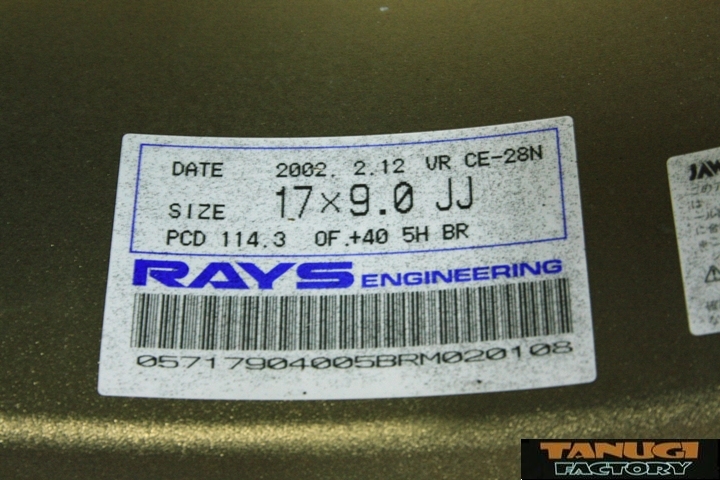 DATE 2002. 2.12 VR CE-28N
SIZE 17×9.0 JJ
PCD 114.3 OF.+40 5H BR
RAYS ENGINEERING
05717904005BRM020108
TANUGI
FACTORY